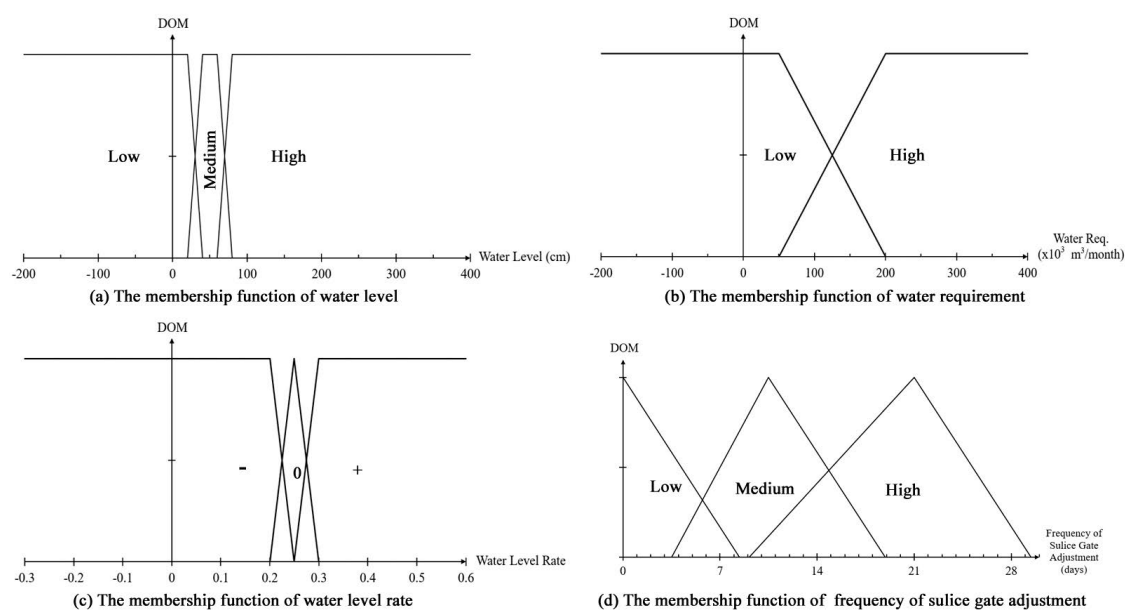 DOM
Low
Medium
High
-200 -100 0 100 200 300 400
Water Level (cm)
(a) The membership function of water level
DOM
Low
High
-200 -100 0 100 200 300 400
Water Req.
(x10³ m³/month)
(b) The membership function of water requirement
DOM
-
0
+
-0.3 -0.2 -0.1 0 0.1 0.2 0.3 0.4 0.5 0.6
Water Level Rate
(c) The membership function of water level rate
DOM
Low
Medium
High
0 7 14 21 28
Frequency of
Sulice Gate
Adjustment
(days)
(d) The membership function of frequency of sulice gate adjustment